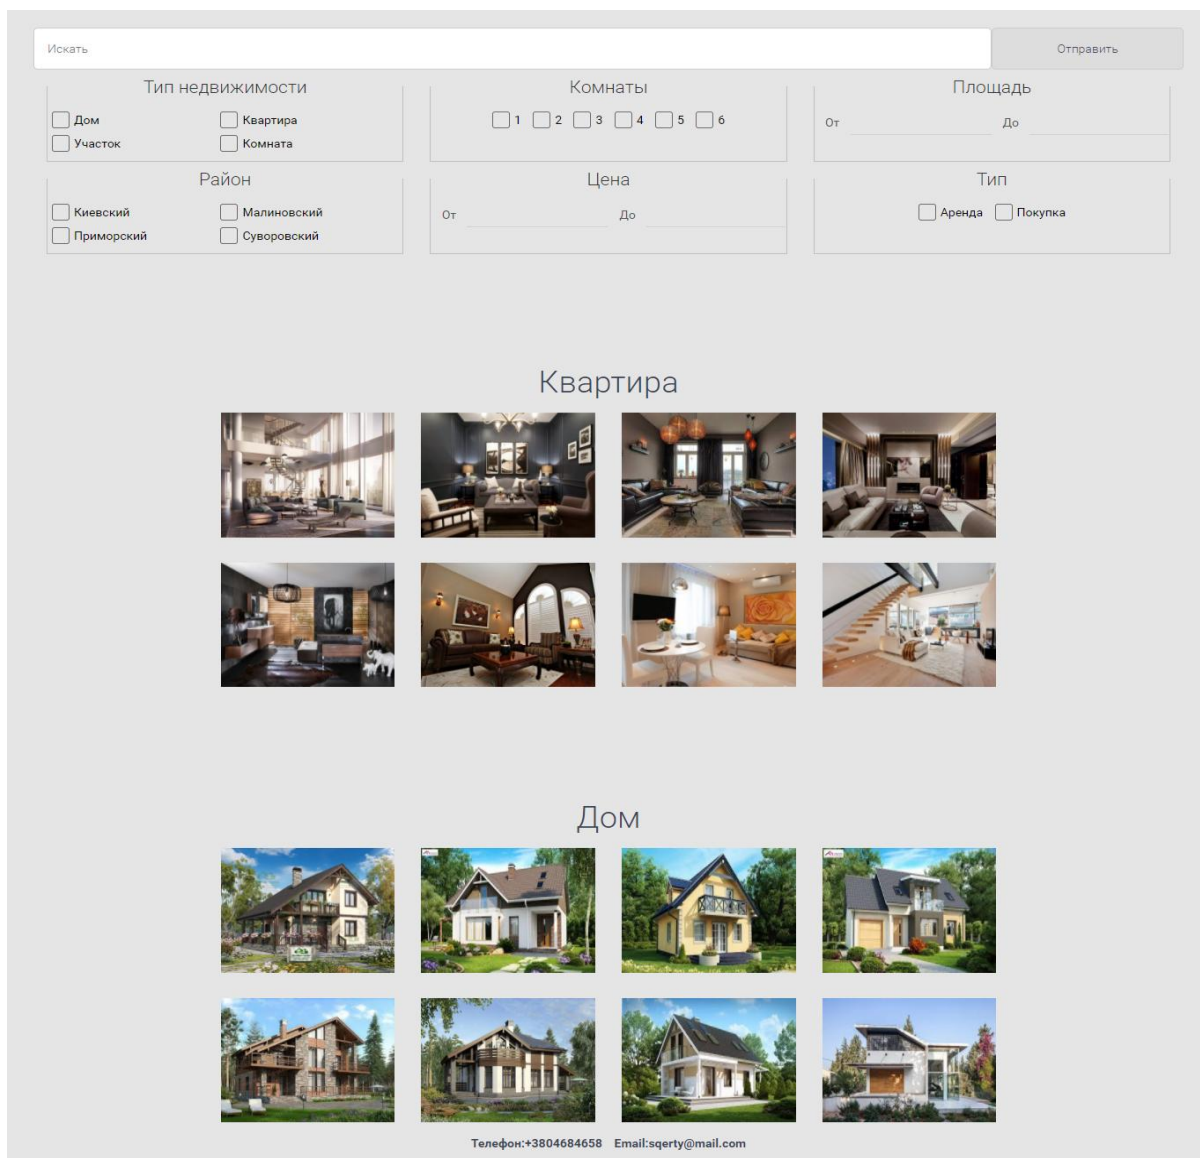 Искать Отправить
Тип недвижимости
Дом Квартира
Участок Комната
Комнаты
1 2 3 4 5 6
Площадь
От До
Район
Киевский Малиновский
Приморский Суворовский
Цена
От До
Тип
Аренда Покупка
Квартира
Дом
Телефон:+3804684658 Email:sqerty@mail.com